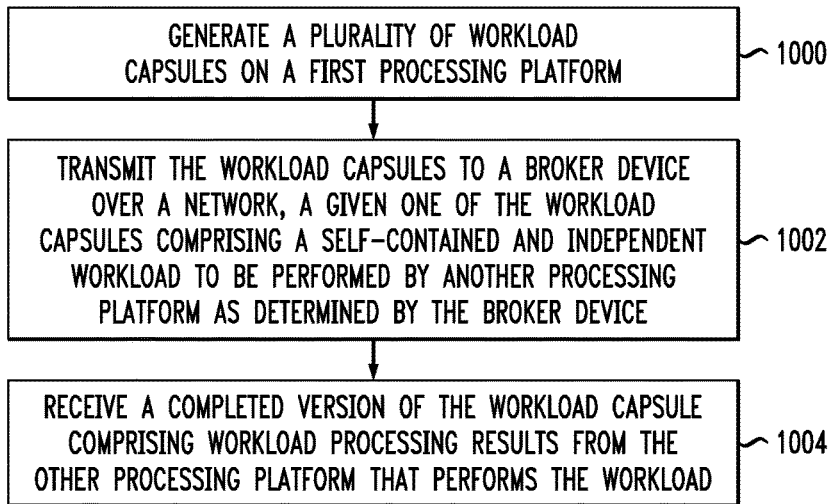 GENERATE A PLURALITY OF WORKLOAD
CAPSULES ON A FIRST PROCESSING PLATFORM
1000
TRANSMIT THE WORKLOAD CAPSULES TO A BROKER DEVICE
OVER A NETWORK, A GIVEN ONE OF THE WORKLOAD
CAPSULES COMPRISING A SELF-CONTAINED AND INDEPENDENT
WORKLOAD TO BE PERFORMED BY ANOTHER PROCESSING
PLATFORM AS DETERMINED BY THE BROKER DEVICE
1002
RECEIVE A COMPLETED VERSION OF THE WORKLOAD CAPSULE
COMPRISING WORKLOAD PROCESSING RESULTS FROM THE
OTHER PROCESSING PLATFORM THAT PERFORMS THE WORKLOAD
1004